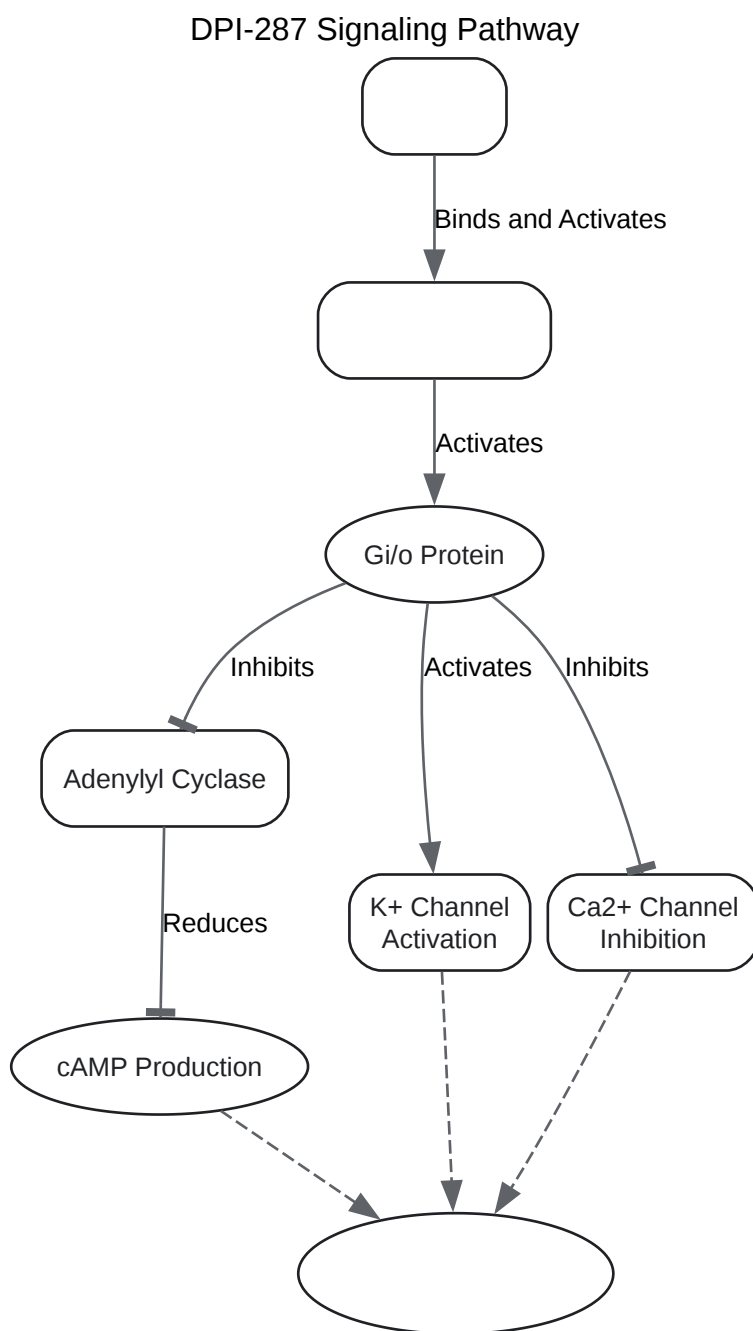 DPI-287 Signaling Pathway
Binds and Activates
Activates
Gi/o Protein
Inhibits
Activates
Inhibits
Adenylyl Cyclase
K+ Channel
Activation
Ca2+ Channel
Inhibition
Reduces
cAMP Production